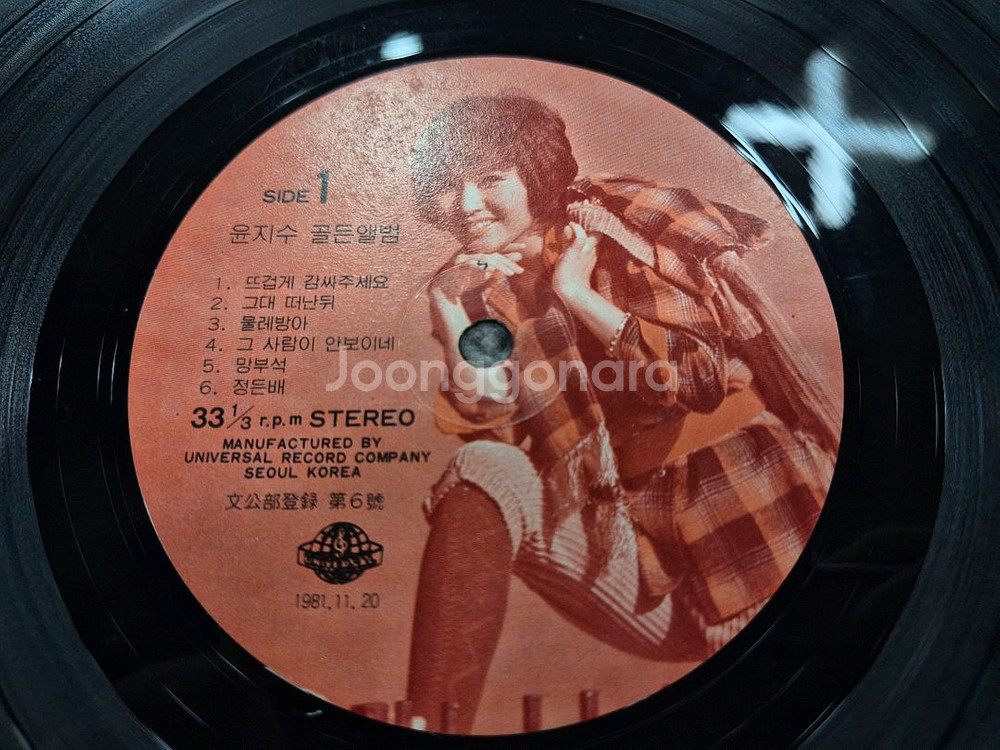 SIDE 1
윤지수 골든앨범
1. 뜨겁게 감싸주세요
2. 그대 떠난뒤
3. 물레방아
4. 그 사람이 안보이네
5. 망부석
6. 정든배
33 1/3 r.p.m STEREO
MANUFACTURED BY
UNIVERSAL RECORD COMPANY
SEOUL KOREA
文公部登録 第6號
UNIVERSAL
1981.11.20
Joonggonara